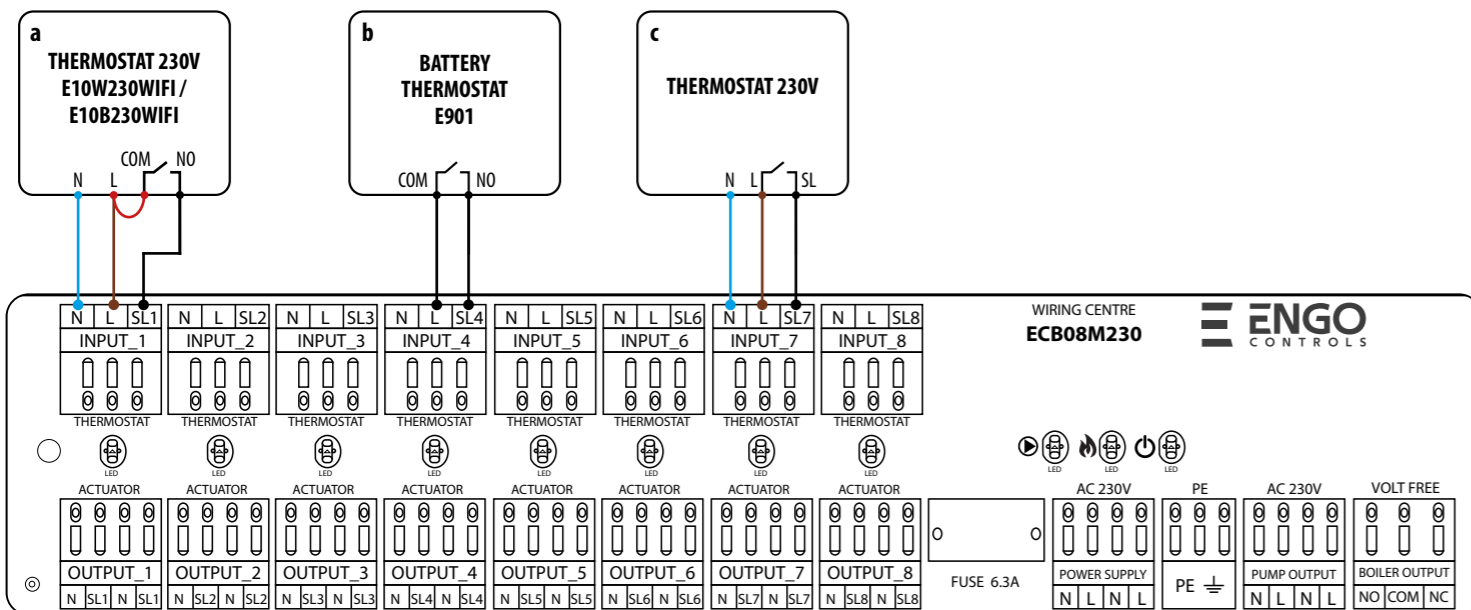 a
THERMOSTAT 230V
E10W230WIFI /
E10B230WIFI
COM NO
N L
b
BATTERY
THERMOSTAT
E901
COM NO
c
THERMOSTAT 230V
N L SL
N L SL1 N L SL2 N L SL3 N L SL4 N L SL5 N L SL6 N L SL7 N L SL8
INPUT_1 INPUT_2 INPUT_3 INPUT_4 INPUT_5 INPUT_6 INPUT_7 INPUT_8
THERMOSTAT THERMOSTAT THERMOSTAT THERMOSTAT THERMOSTAT THERMOSTAT THERMOSTAT THERMOSTAT
LED LED LED LED LED LED LED LED
WIRING CENTRE
ECB08M230
ENGO
CONTROLS
LED LED LED
ACTUATOR ACTUATOR ACTUATOR ACTUATOR ACTUATOR ACTUATOR ACTUATOR ACTUATOR
OUTPUT_1 OUTPUT_2 OUTPUT_3 OUTPUT_4 OUTPUT_5 OUTPUT_6 OUTPUT_7 OUTPUT_8
N SL1 N SL1 N SL2 N SL2 N SL3 N SL3 N SL4 N SL4 N SL5 N SL5 N SL6 N SL6 N SL7 N SL7 N SL8 N SL8
FUSE 6.3A
AC 230V
POWER SUPPLY
N L N L
PE
PE
AC 230V
PUMP OUTPUT
N L N L
VOLT FREE
BOILER OUTPUT
NO COM NC